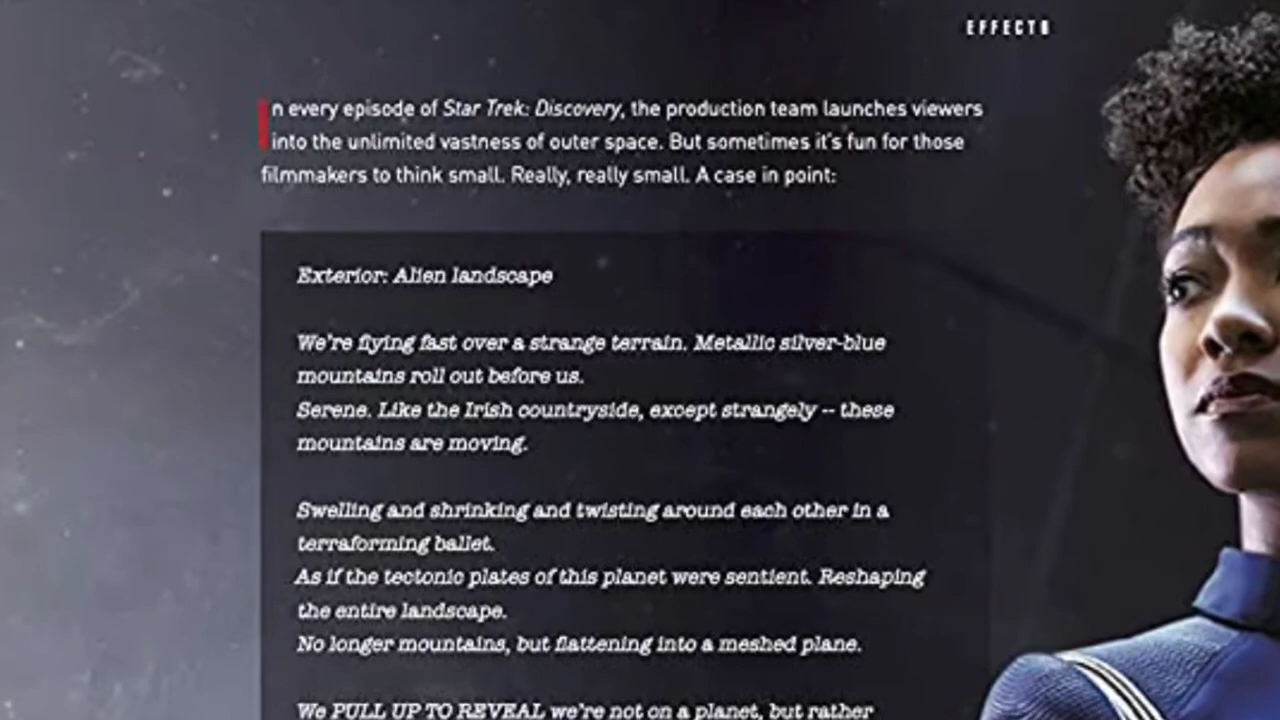 EFFECTS
In every episode of Star Trek: Discovery, the production team launches viewers
into the unlimited vastness of outer space. But sometimes it's fun for those
filmmakers to think small. Really, really small. A case in point:
Exterior: Alien landscape
We're flying fast over a strange terrain. Metallic silver-blue
mountains roll out before us.
Serene. Like the Irish countryside, except strangely -- these
mountains are moving.
Swelling and shrinking and twisting around each other in a
terraforming ballet.
As if the tectonic plates of this planet were sentient. Reshaping
the entire landscape.
No longer mountains, but flattening into a meshed plane.
We PULL UP TO REVEAL we're not on a planet, but rather